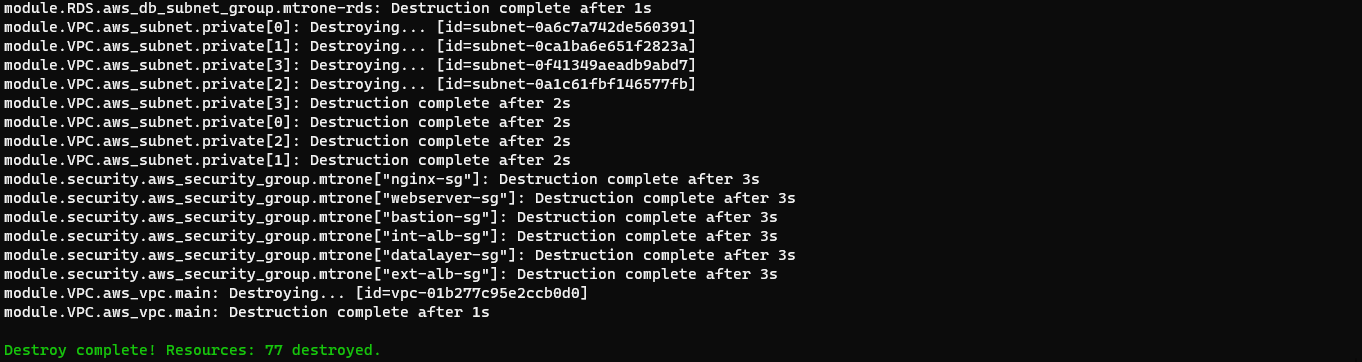 module.RDS.aws_db_subnet_group.mtrone-rds: Destruction complete after 1s
module.VPC.aws_subnet.private[0]: Destroying... [id=subnet-0a6c7a742de560391]
module.VPC.aws_subnet.private[1]: Destroying... [id=subnet-0ca1ba6e651f2823a]
module.VPC.aws_subnet.private[3]: Destroying... [id=subnet-0f41349aeadb9abd7]
module.VPC.aws_subnet.private[2]: Destroying... [id=subnet-0a1c61fbf146577fb]
module.VPC.aws_subnet.private[3]: Destruction complete after 2s
module.VPC.aws_subnet.private[0]: Destruction complete after 2s
module.VPC.aws_subnet.private[2]: Destruction complete after 2s
module.VPC.aws_subnet.private[1]: Destruction complete after 2s
module.security.aws_security_group.mtrone["nginx-sg"]: Destruction complete after 3s
module.security.aws_security_group.mtrone["webserver-sg"]: Destruction complete after 3s
module.security.aws_security_group.mtrone["bastion-sg"]: Destruction complete after 3s
module.security.aws_security_group.mtrone["int-alb-sg"]: Destruction complete after 3s
module.security.aws_security_group.mtrone["datalayer-sg"]: Destruction complete after 3s
module.security.aws_security_group.mtrone["ext-alb-sg"]: Destruction complete after 3s
module.VPC.aws_vpc.main: Destroying... [id=vpc-01b277c95e2ccb0d0]
module.VPC.aws_vpc.main: Destruction complete after 1s
Destroy complete! Resources: 77 destroyed.